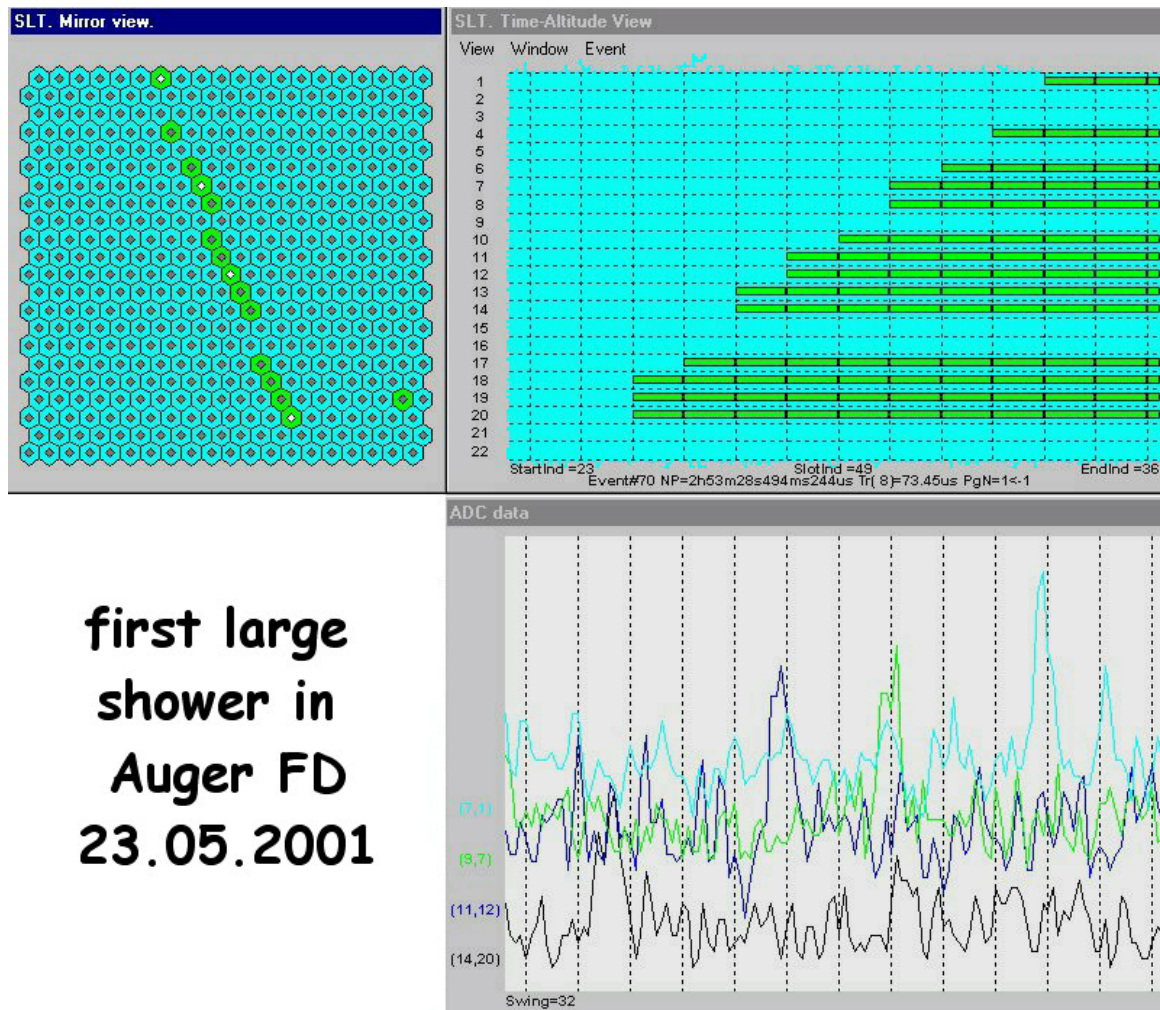 SLT. Mirror view.
SLT. Time-Altitude View
View Window Event
1
2
3
4
5
6
7
8
9
10
11
12
13
14
15
16
17
18
19
20
21
22
StartInd =23 SlotInd=49 EndInd =36
Event#70 NP=2h53m28s494ms244us Tr( 8)=73.45us PgN=1<-1
ADC data
(7,1)
(9,7)
(11,12)
(14,20)
Swing=32
first large
shower in
Auger FD
23.05.2001